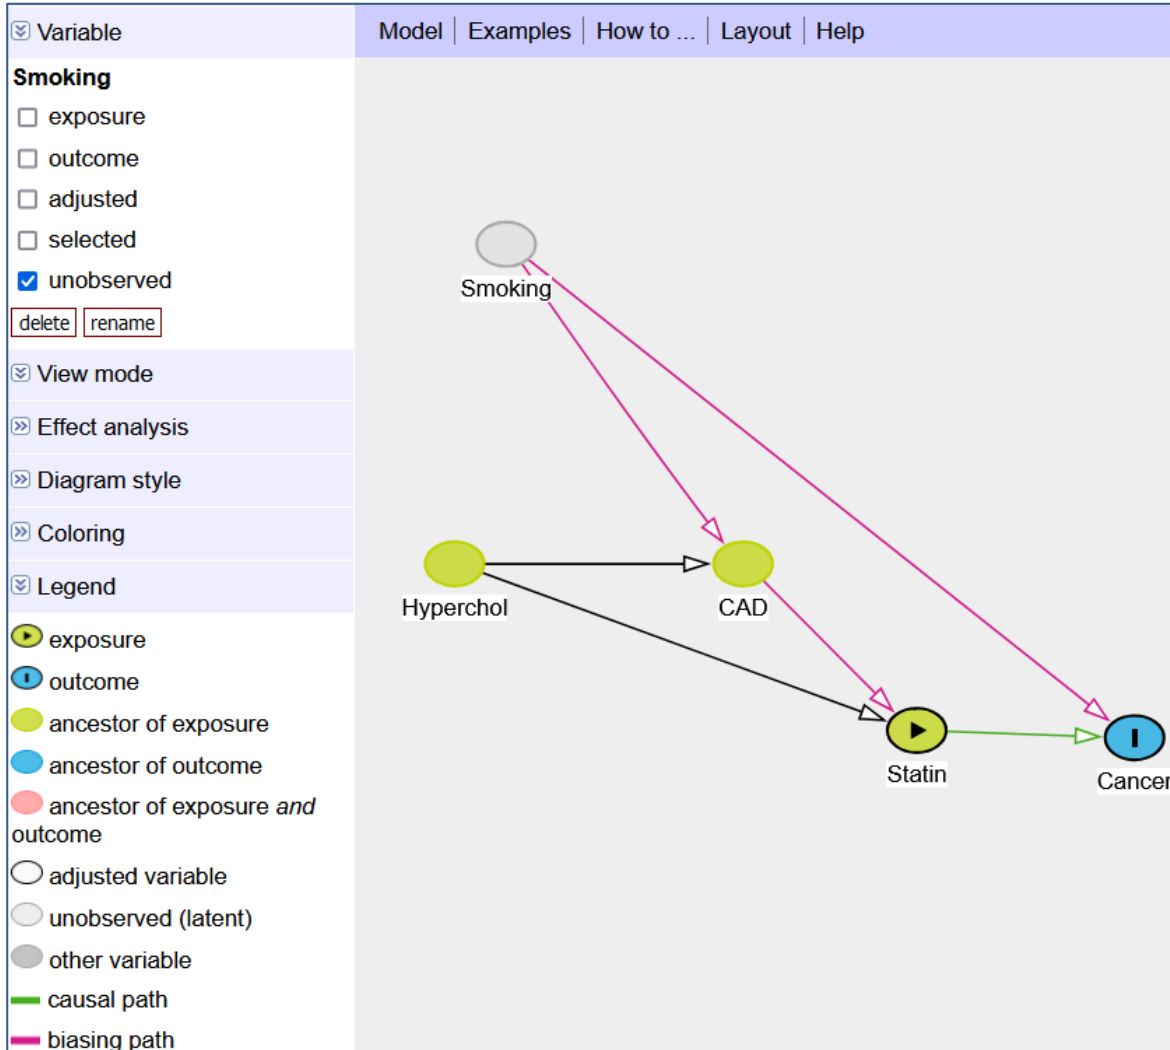 Variable
Model | Examples | How to ... | Layout | Help
Smoking
exposure
outcome
adjusted
selected
unobserved
delete rename
View mode
Effect analysis
Diagram style
Coloring
Legend
exposure
outcome
ancestor of exposure
ancestor of outcome
ancestor of exposure and
outcome
adjusted variable
unobserved (latent)
other variable
causal path
biasing path
Smoking
Hyperchol
CAD
Statin
Cancer